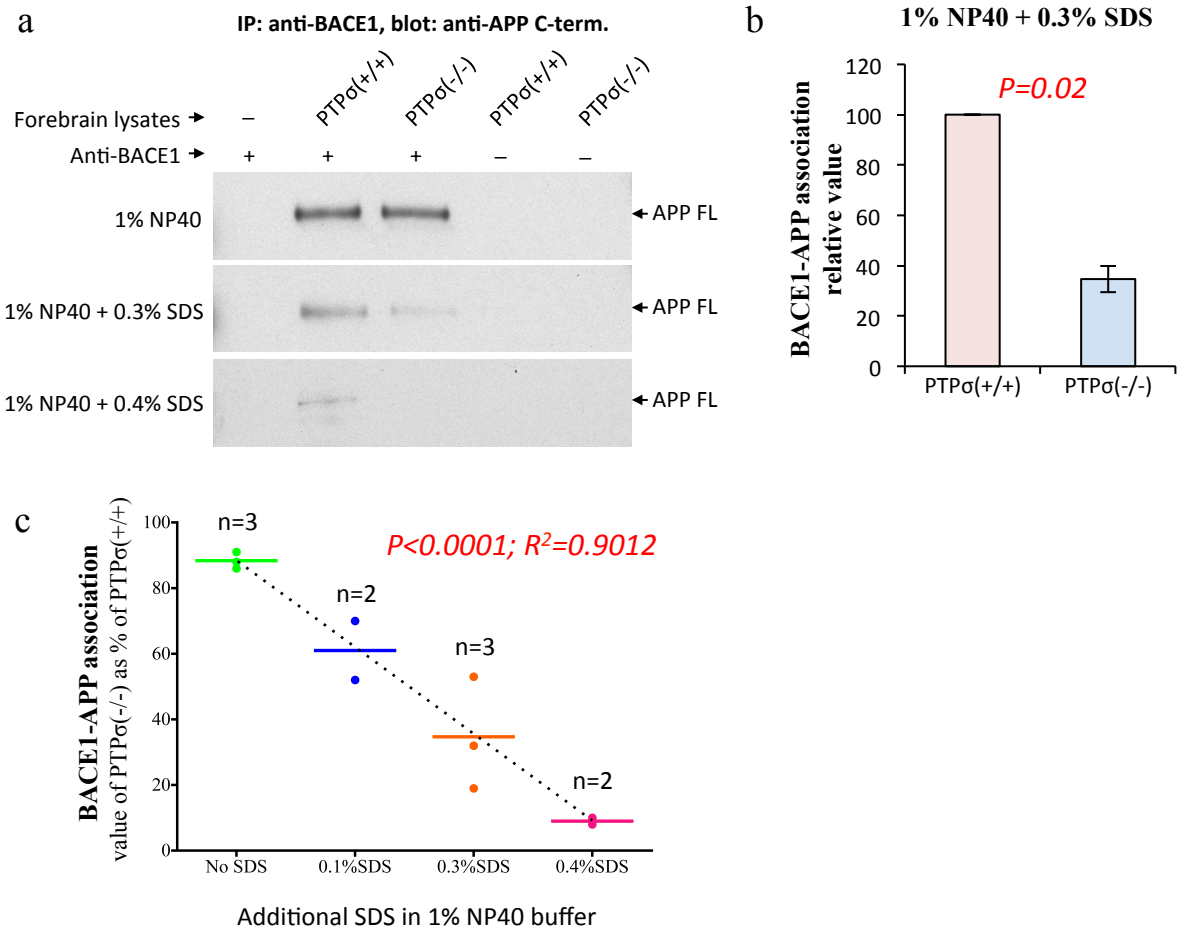 a
IP: anti-BACE1, blot: anti-APP C-term.
PTPσ(+/+) PTPσ(-/-) PTPσ(+/+) PTPσ(-/-)
Forebrain lysates –
Anti-BACE1 + + + – –
1% NP40 APP FL
1% NP40 + 0.3% SDS APP FL
1% NP40 + 0.4% SDS APP FL
b
1% NP40 + 0.3% SDS
BACE1-APP association
relative value
120
100
80
60
40
20
0
P=0.02
PTPσ(+/+) PTPσ(-/-)
c
BACE1-APP association
value of PTPσ(-/-) as % of PTPσ(+/+)
100
80
60
40
20
0
n=3
n=2
n=3
n=2
P<0.0001; R²=0.9012
No SDS 0.1%SDS 0.3%SDS 0.4%SDS
Additional SDS in 1% NP40 buffer